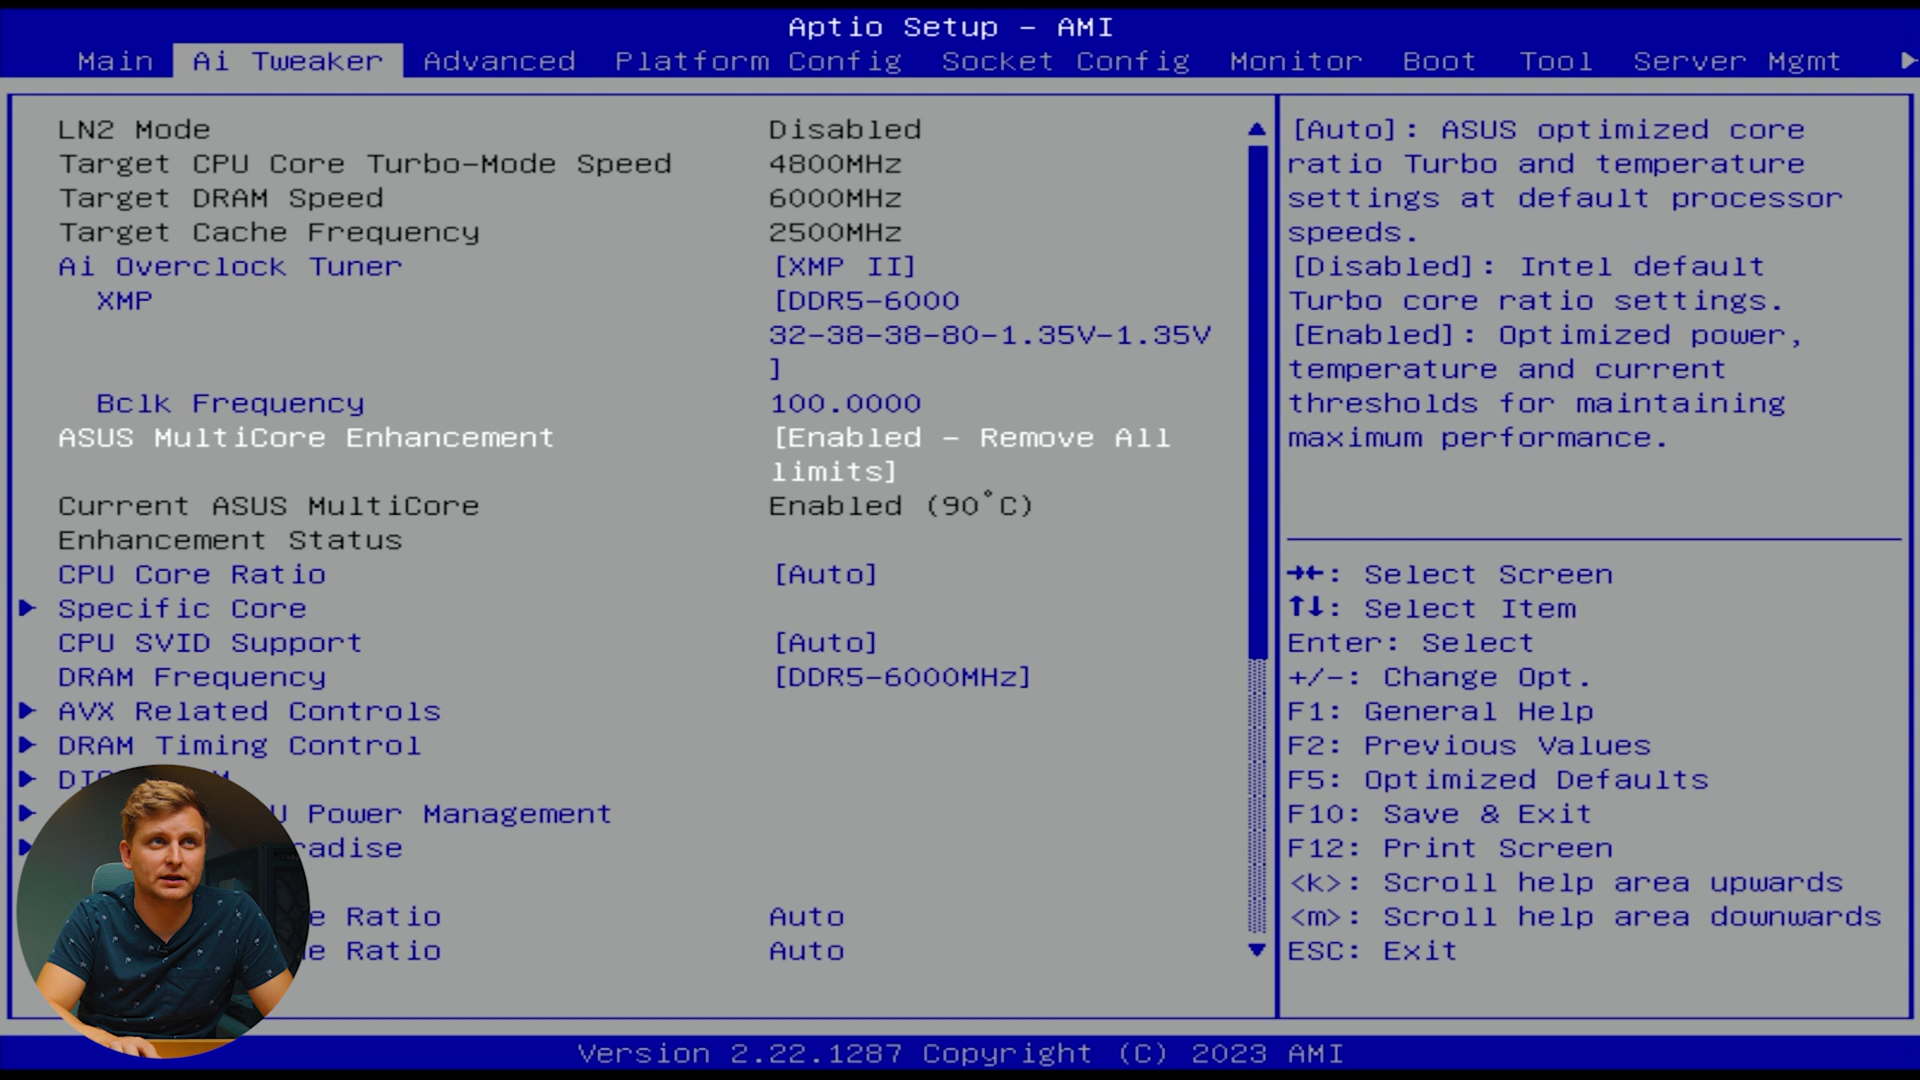 Aptio Setup - AMI
Main Ai Tweaker Advanced Platform Config Socket Config Monitor Boot Tool Server Mgmt
LN2 Mode Disabled
Target CPU Core Turbo-Mode Speed 4800MHz
Target DRAM Speed 6000MHz
Target Cache Frequency 2500MHz
Ai Overclock Tuner [XMP II]
XMP [DDR5-6000
32-38-38-80-1.35V-1.35V
]
Bclk Frequency 100.0000
ASUS MultiCore Enhancement [Enabled - Remove All
limits]
Current ASUS MultiCore Enabled (90°C)
Enhancement Status
CPU Core Ratio [Auto]
Specific Core
CPU SVID Support [Auto]
DRAM Frequency [DDR5-6000MHz]
AVX Related Controls
DRAM Timing Control
Power Management
Ratio Auto
Ratio Auto
[Auto]: ASUS optimized core
ratio Turbo and temperature
settings at default processor
speeds.
[Disabled]: Intel default
Turbo core ratio settings.
[Enabled]: Optimized power,
temperature and current
thresholds for maintaining
maximum performance.
→←: Select Screen
↑↓: Select Item
Enter: Select
+/-: Change Opt.
F1: General Help
F2: Previous Values
F5: Optimized Defaults
F10: Save & Exit
F12: Print Screen
<k>: Scroll help area upwards
<m>: Scroll help area downwards
ESC: Exit
Version 2.22.1287 Copyright (C) 2023 AMI